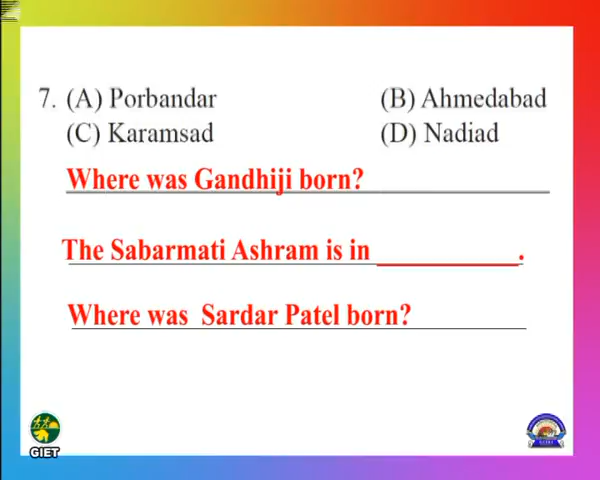 7. (A) Porbandar (B) Ahmedabad
(C) Karamsad (D) Nadiad
Where was Gandhiji born?
The Sabarmati Ashram is in ____________.
Where was Sardar Patel born?
GIET